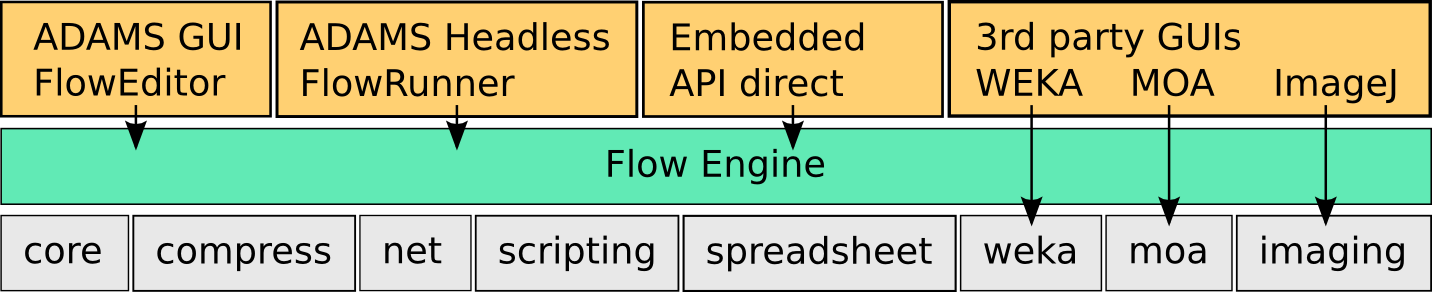 ADAMS GUI
FlowEditor
ADAMS Headless
FlowRunner
Embedded
API direct
3rd party GUIs
WEKA MOA ImageJ
Flow Engine
core compress net scripting spreadsheet weka moa imaging